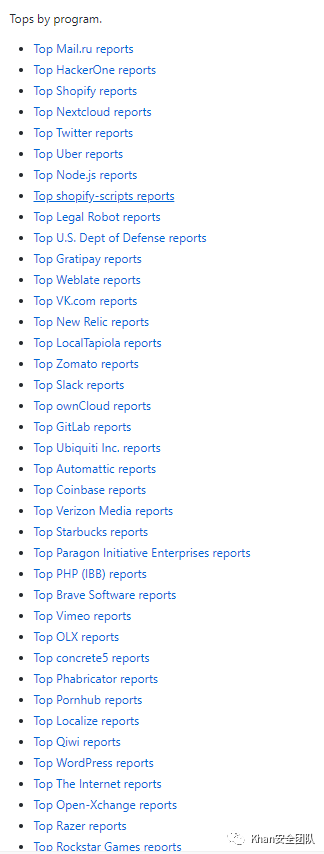 Tops by program.
Top Mail.ru reports
Top HackerOne reports
Top Shopify reports
Top Nextcloud reports
Top Twitter reports
Top Uber reports
Top Node.js reports
Top shopify-scripts reports
Top Legal Robot reports
Top U.S. Dept of Defense reports
Top Gratipay reports
Top Weblate reports
Top VK.com reports
Top New Relic reports
Top LocalTapiola reports
Top Zomato reports
Top Slack reports
Top ownCloud reports
Top GitLab reports
Top Ubiquiti Inc. reports
Top Automattic reports
Top Coinbase reports
Top Verizon Media reports
Top Starbucks reports
Top Paragon Initiative Enterprises reports
Top PHP (IBB) reports
Top Brave Software reports
Top Vimeo reports
Top OLX reports
Top concrete5 reports
Top Phabricator reports
Top Pornhub reports
Top Localize reports
Top Qiwi reports
Top WordPress reports
Top The Internet reports
Top Open-Xchange reports
Top Razer reports
Top Rockstar Games reports
Khan安全团队